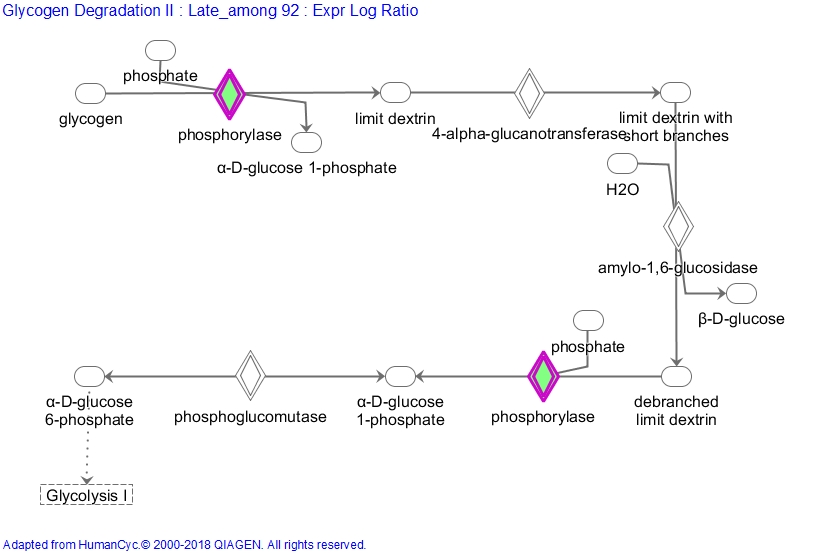 Glycogen Degradation II : Late_among 92 : Expr Log Ratio
phosphate
glycogen
phosphorylase
α-D-glucose 1-phosphate
limit dextrin
4-alpha-glucanotransferase
limit dextrin with
short branches
H2O
amylo-1,6-glucosidase
β-D-glucose
phosphate
α-D-glucose
6-phosphate
phosphoglucomutase
α-D-glucose
1-phosphate
phosphorylase
debranched
limit dextrin
Glycolysis I
Adapted from HumanCyc.© 2000-2018 QIAGEN. All rights reserved.